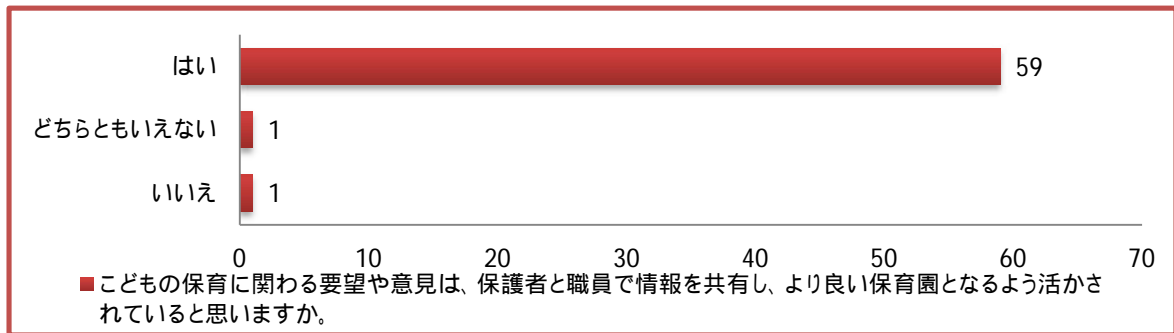 はい
59
どちらともいえない
1
いいえ
1
0 10 20 30 40 50 60 70
こどもの保育に関わる要望や意見は、保護者と職員で情報を共有し、より良い保育園となるよう活かさ
れていると思いますか。